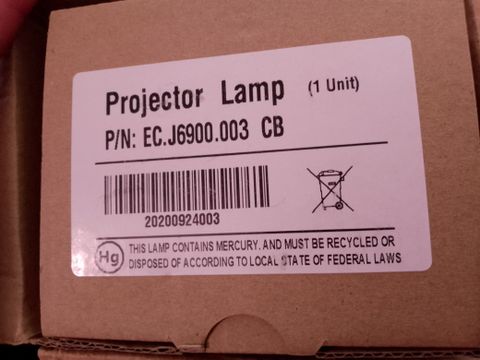 Projector Lamp (1 Unit)
P/N: EC.J6900.003 CB
20200924003
Hg
THIS LAMP CONTAINS MERCURY. AND MUST BE RECYCLED OR
DISPOSED OF ACCORDING TO LOCAL STATE OF FEDERAL LAWS